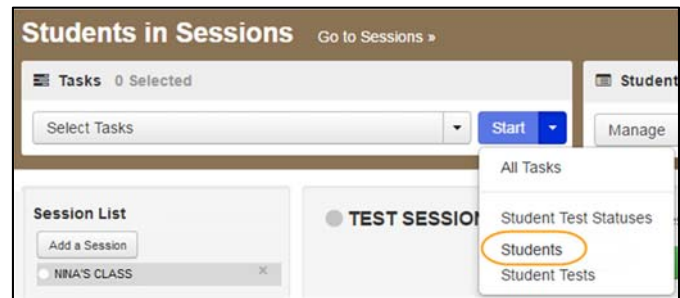 Students in Sessions Go to Sessions »
Tasks 0 Selected
Student
Select Tasks
Start
Manage
All Tasks
Session List
TEST SESSION
Student Test Statuses
Add a Session
Students
NINA'S CLASS ×
Student Tests